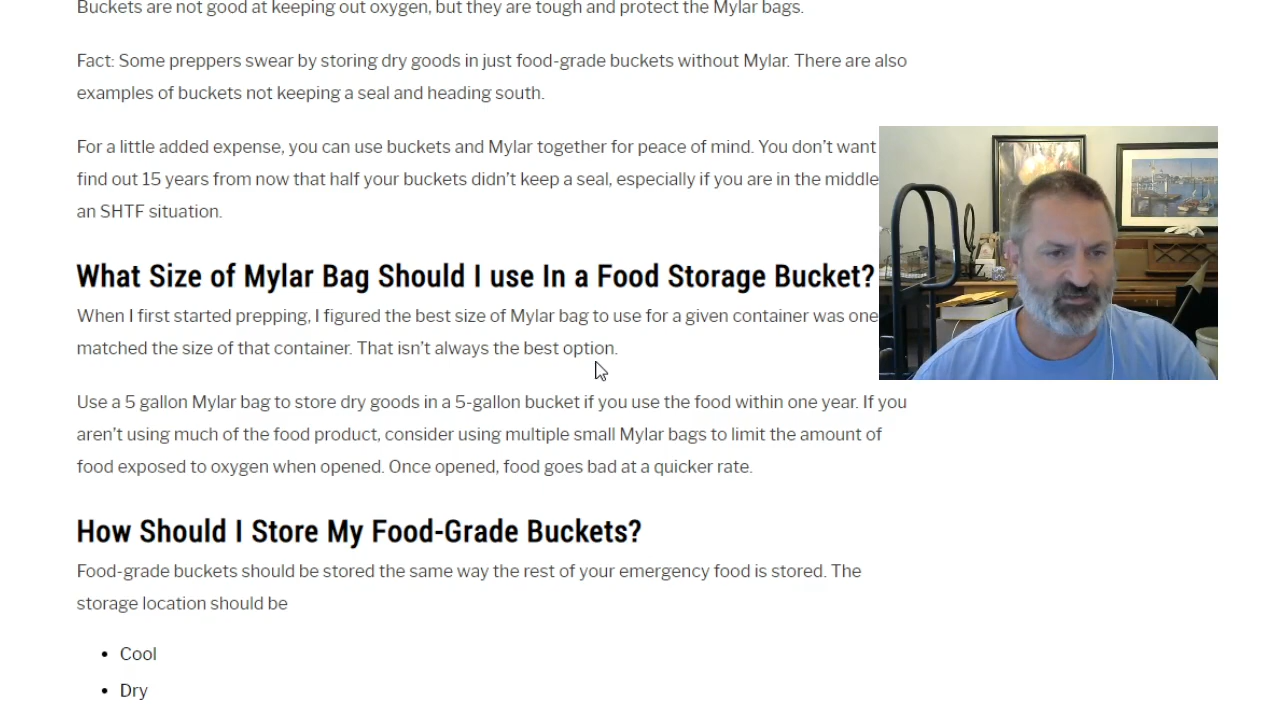 Buckets are not good at keeping out oxygen, but they are tough and protect the Mylar bags.
Fact: Some preppers swear by storing dry goods in just food-grade buckets without Mylar. There are also
examples of buckets not keeping a seal and heading south.
For a little added expense, you can use buckets and Mylar together for peace of mind. You don’t want
find out 15 years from now that half your buckets didn’t keep a seal, especially if you are in the middle
an SHTF situation.
What Size of Mylar Bag Should I use In a Food Storage Bucket?
When I first started prepping, I figured the best size of Mylar bag to use for a given container was one
matched the size of that container. That isn’t always the best option.
Use a 5 gallon Mylar bag to store dry goods in a 5-gallon bucket if you use the food within one year. If you
aren’t using much of the food product, consider using multiple small Mylar bags to limit the amount of
food exposed to oxygen when opened. Once opened, food goes bad at a quicker rate.
How Should I Store My Food-Grade Buckets?
Food-grade buckets should be stored the same way the rest of your emergency food is stored. The
storage location should be
• Cool
• Dry